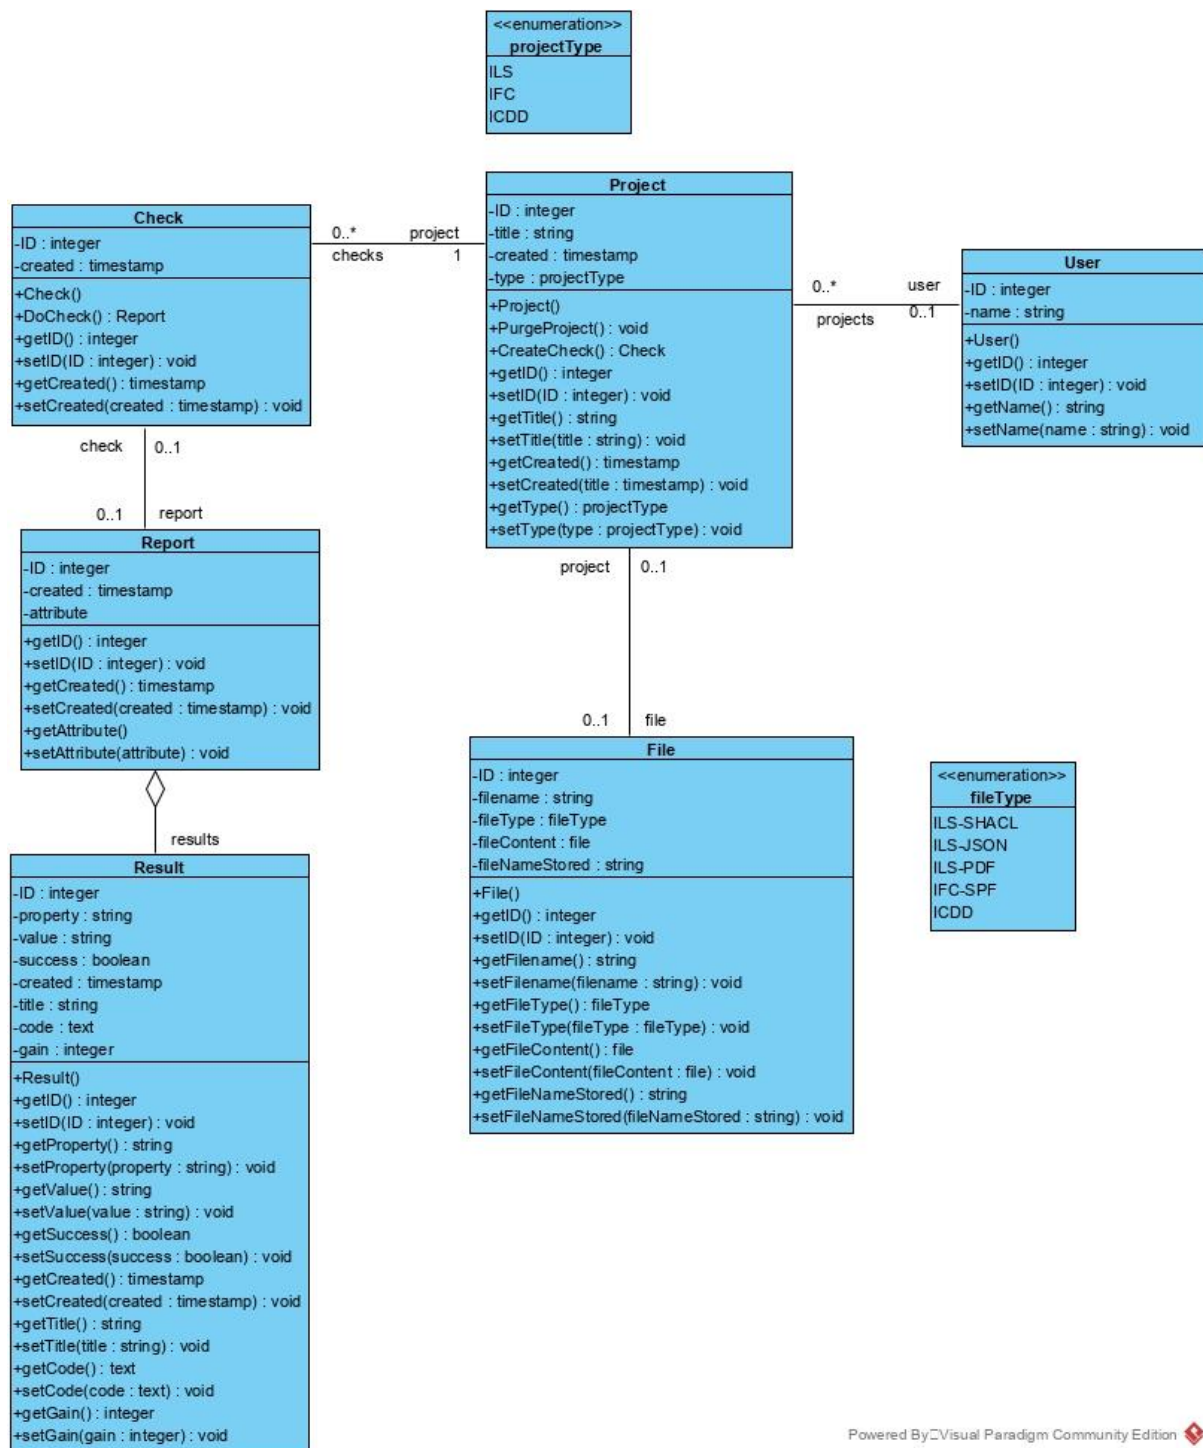 <<enumeration>>
projectType
ILS
IFC
ICDD
Project
-ID : integer
-title : string
-created : timestamp
-type : projectType
+Project()
+PurgeProject() : void
+CreateCheck() : Check
+getID() : integer
+setID(ID : integer) : void
+getTitle() : string
+setTitle(title : string) : void
+getCreated() : timestamp
+setCreated(title : timestamp) : void
+getType() : projectType
+setType(type : projectType) : void
Check
-ID : integer
-created : timestamp
+Check()
+DoCheck() : Report
+getID() : integer
+setID(ID : integer) : void
+getCreated() : timestamp
+setCreated(created : timestamp) : void
0..* project
checks 1
0..* user
projects 0..1
User
-ID : integer
-name : string
+User()
+getID() : integer
+setID(ID : integer) : void
+getName() : string
+setName(name : string) : void
check 0..1
0..1 report
Report
-ID : integer
-created : timestamp
-attribute
+getID() : integer
+setID(ID : integer) : void
+getCreated() : timestamp
+setCreated(created : timestamp) : void
+getAttribute()
+setAttribute(attribute) : void
project 0..1
0..1 file
File
-ID : integer
-filename : string
-fileType : fileType
-fileContent : file
-fileNameStored : string
+File()
+getID() : integer
+setID(ID : integer) : void
+getFilename() : string
+setFilename(filename : string) : void
+getFileType() : fileType
+setFileType(fileType : fileType) : void
+getFileContent() : file
+setFileContent(fileContent : file) : void
+getFileNameStored() : string
+setFileNameStored(fileNameStored : string) : void
<<enumeration>>
fileType
ILS-SHACL
ILS-JSON
ILS-PDF
IFC-SPF
ICDD
results
Result
-ID : integer
-property : string
-value : string
-success : boolean
-created : timestamp
-title : string
-code : text
-gain : integer
+Result()
+getID() : integer
+setID(ID : integer) : void
+getProperty() : string
+setProperty(property : string) : void
+getValue() : string
+setValue(value : string) : void
+getSuccess() : boolean
+setSuccess(success : boolean) : void
+getCreated() : timestamp
+setCreated(created : timestamp) : void
+getTitle() : string
+setTitle(title : string) : void
+getCode() : text
+setCode(code : text) : void
+getGain() : integer
+setGain(gain : integer) : void
Powered By Visual Paradigm Community Edition